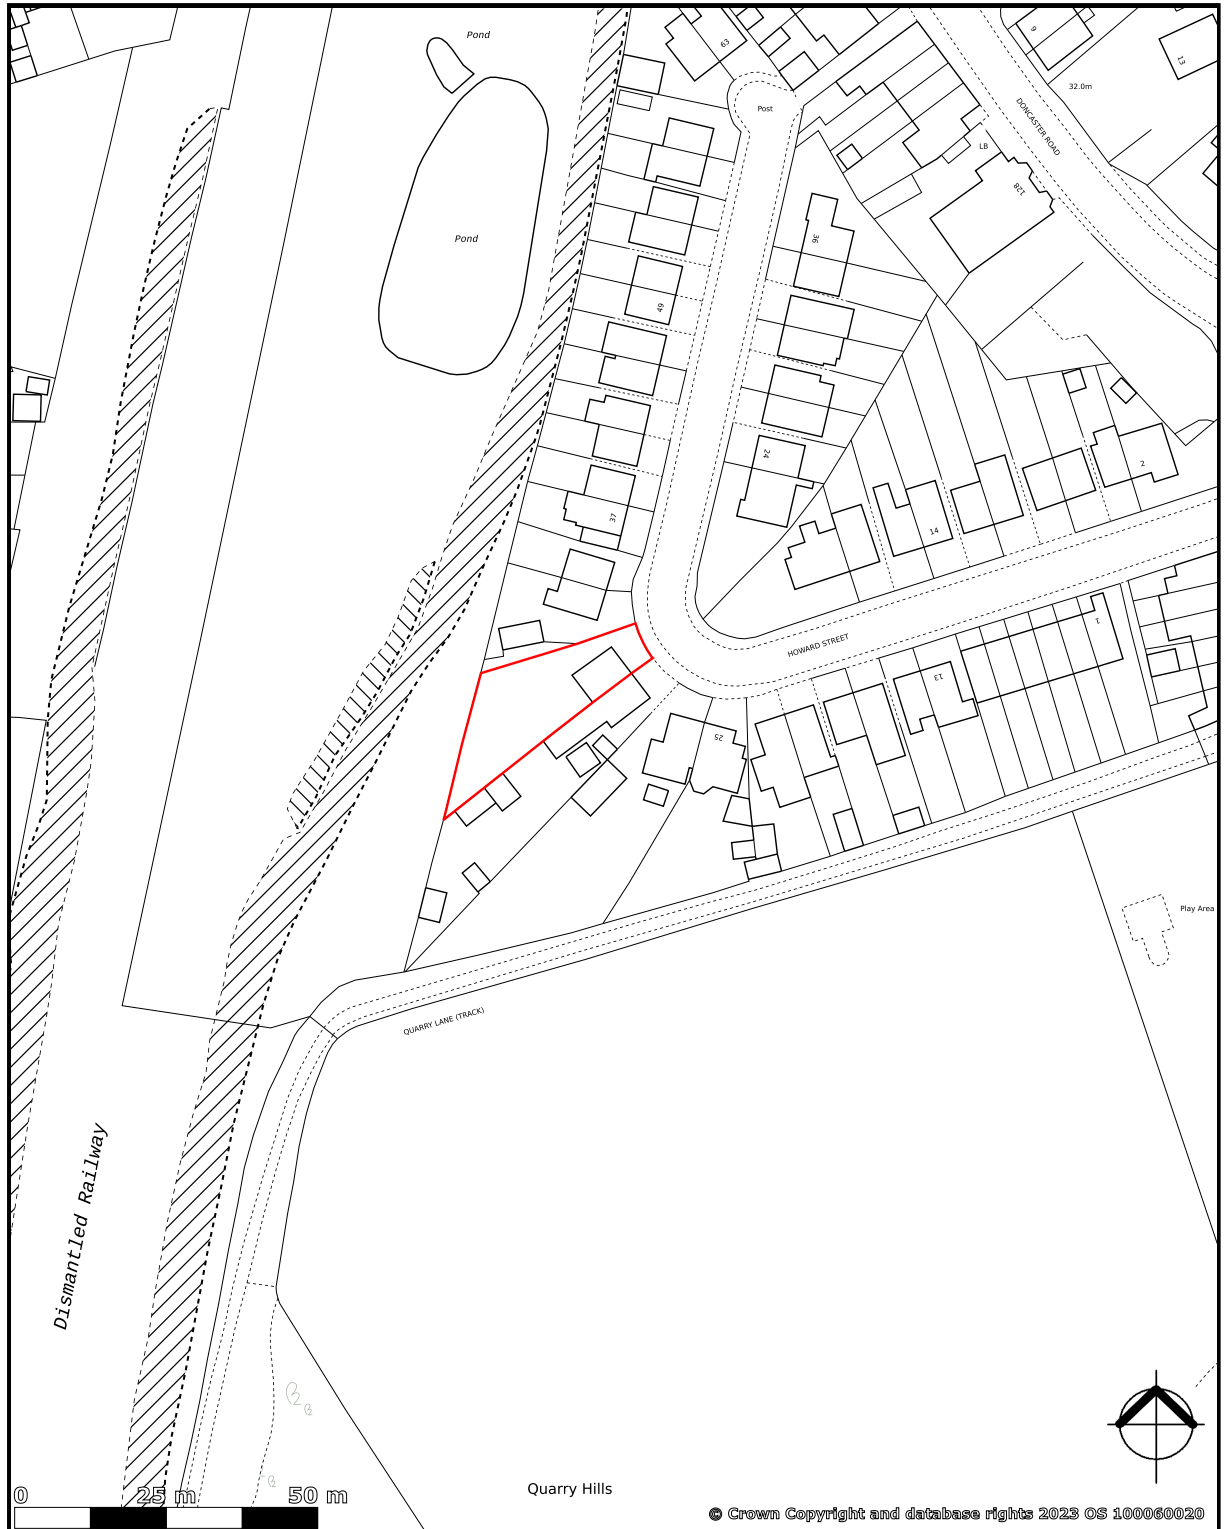 Pond
63
9
13
32.0m
Post
DONCASTER ROAD
LB
128
Pond
36
49
24
2
37
14
1
HOWARD STREET
13
25
Play Area
QUARRY LANE (TRACK)
Dismantled Railway
Quarry Hills
0 25 m 50 m
© Crown Copyright and database rights 2023 OS 100060020